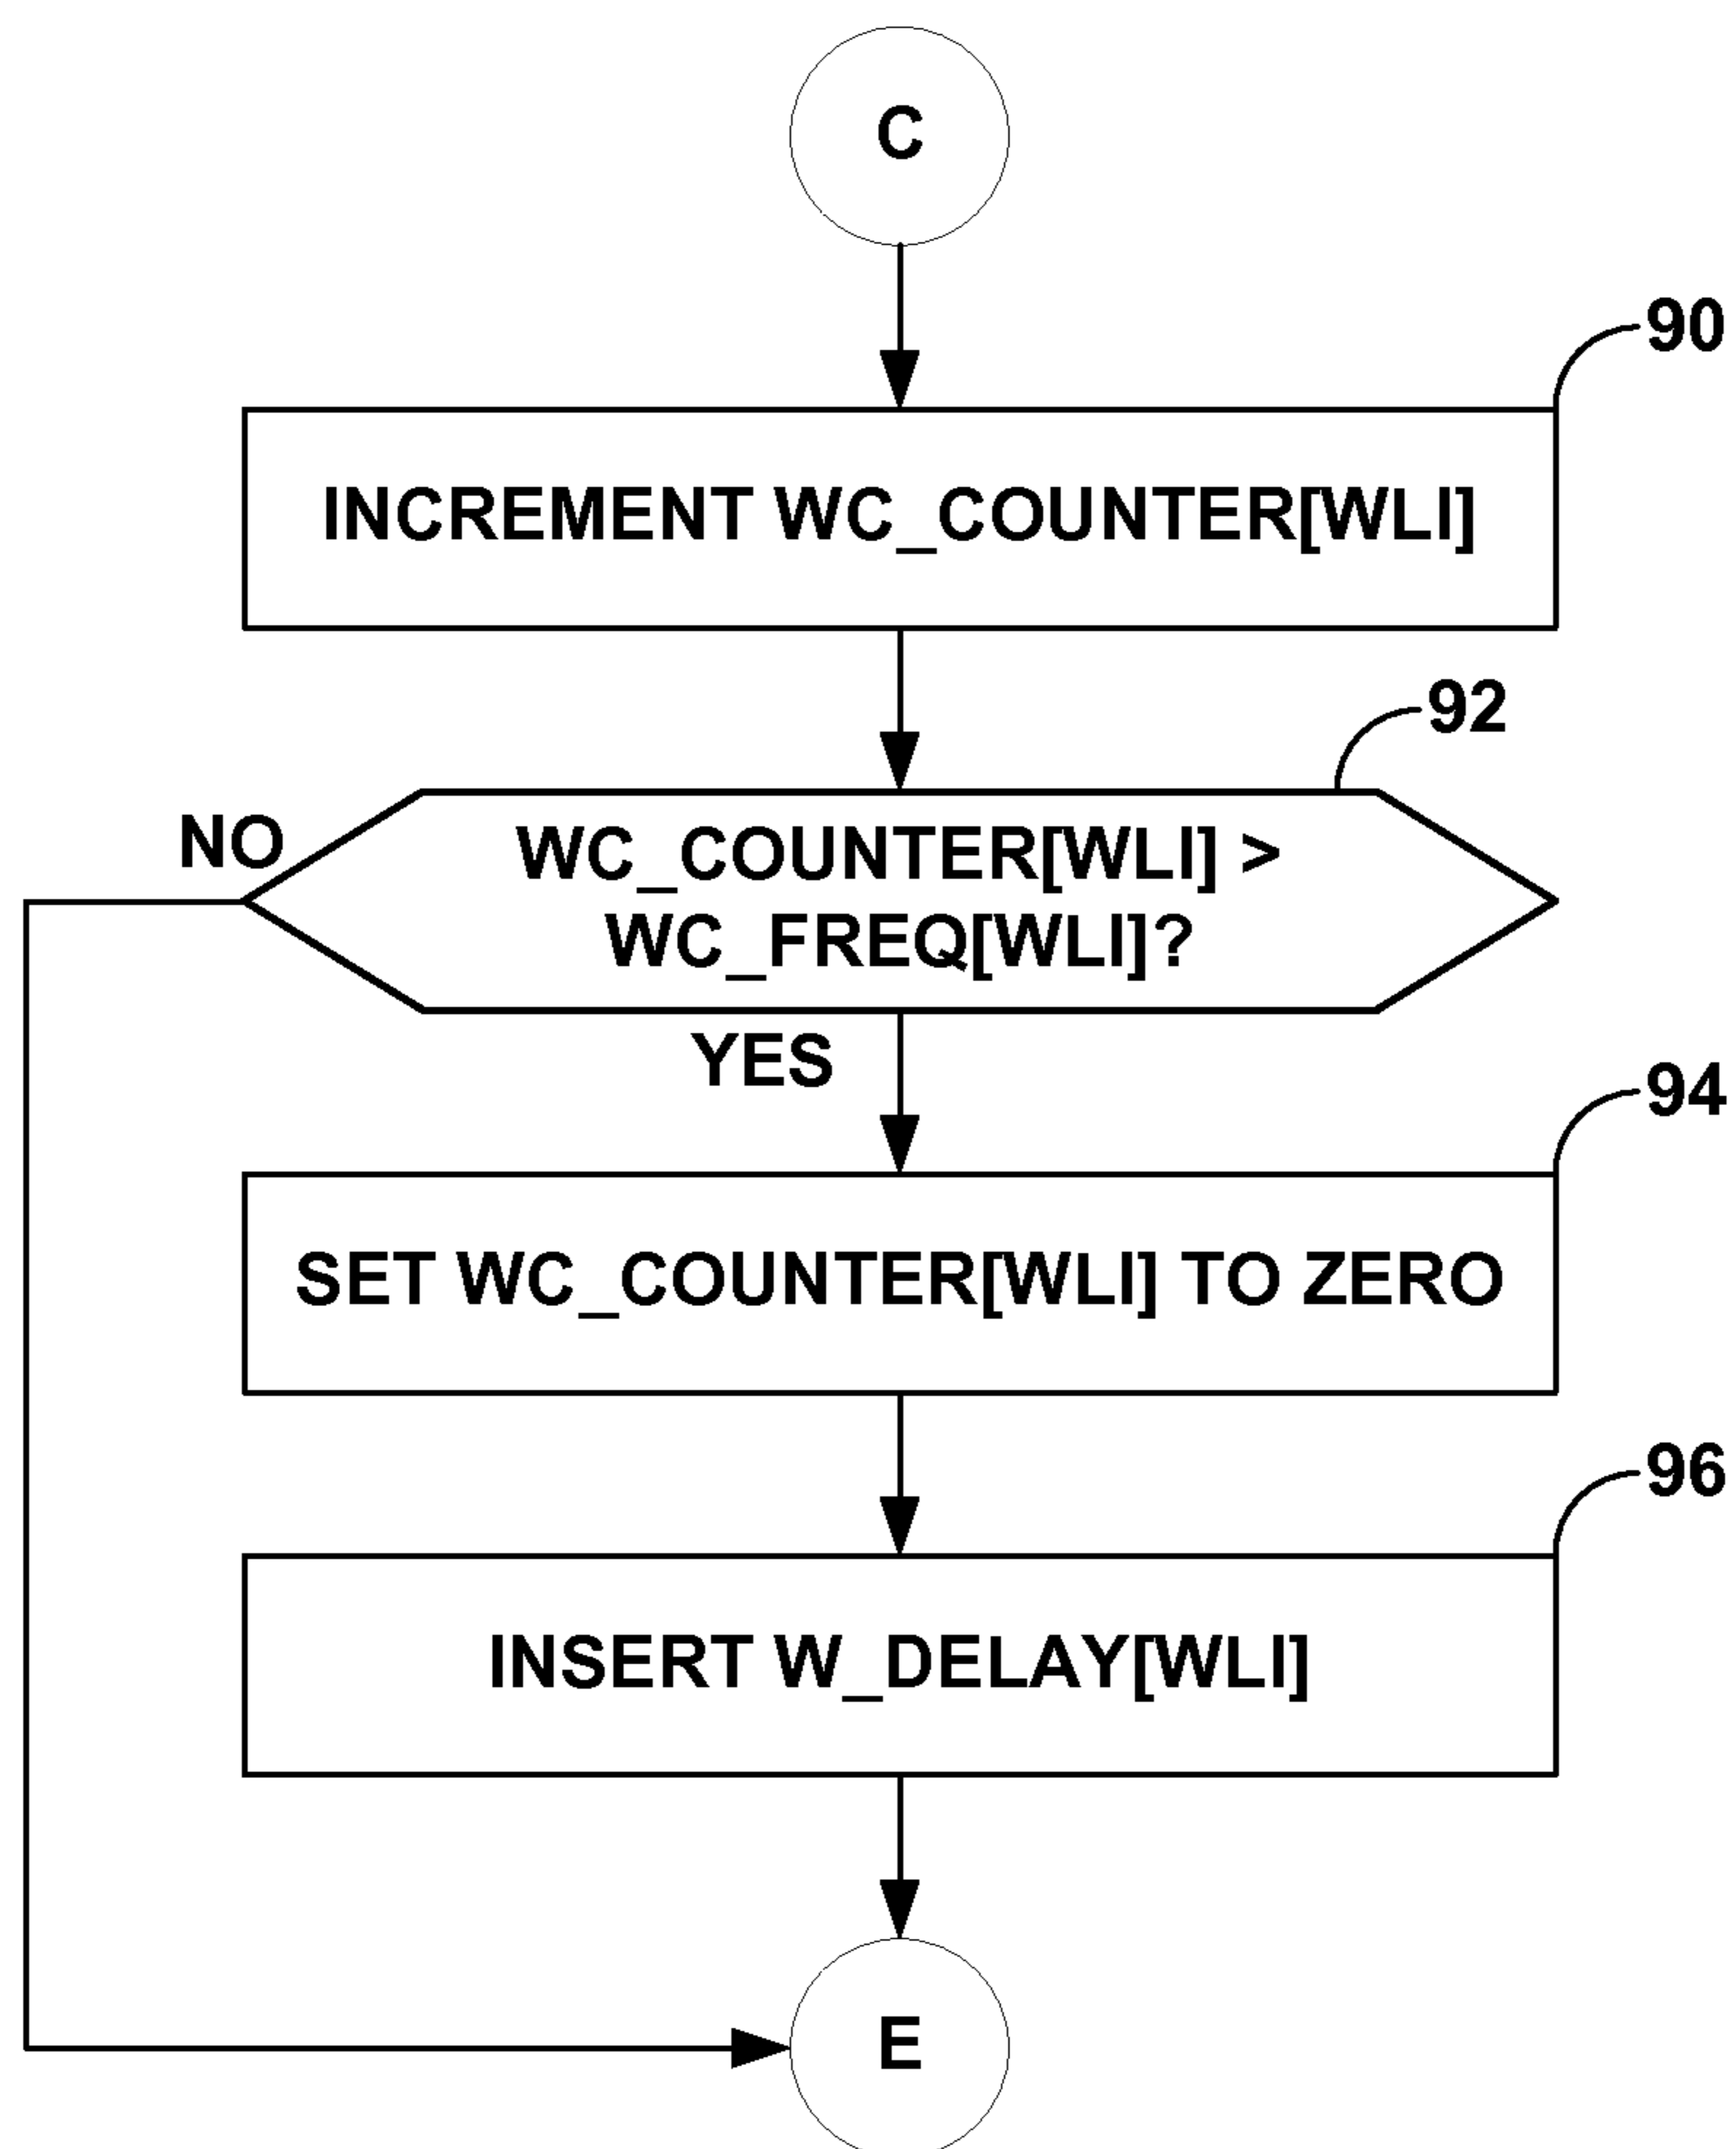 C
90
INCREMENT WC_COUNTER[WLI]
92
NO
WC_COUNTER[WLI] >
WC_FREQ[WLI]?
YES
94
SET WC_COUNTER[WLI] TO ZERO
96
INSERT W_DELAY[WLI]
E